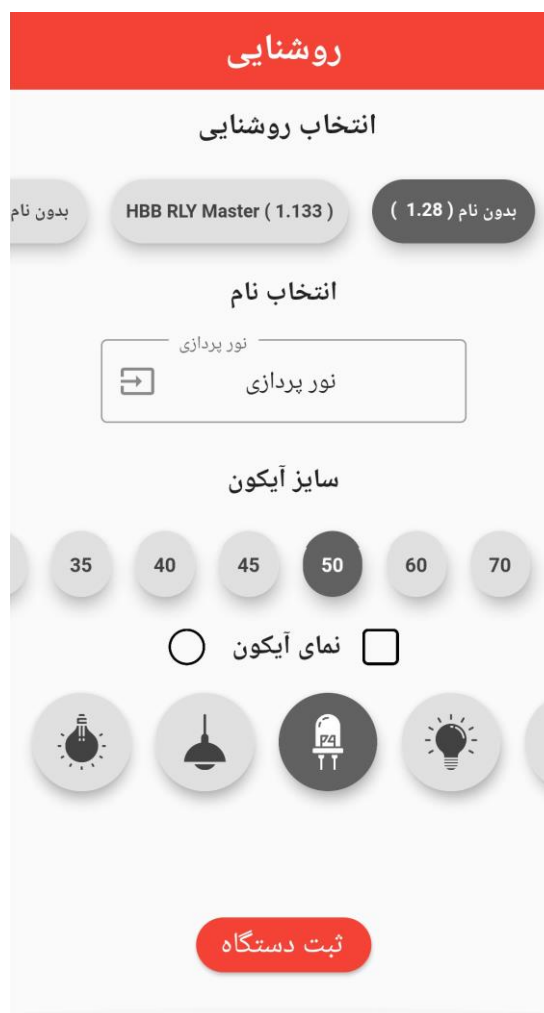 روشنایی
انتخاب روشنایی
بدون نام ( 1.28 ) HBB RLY Master ( 1.133 ) بدون نام
انتخاب نام
نور پردازی
نور پردازی
سایز آیکون
70 60 50 45 40 35
نمای آیکون
ثبت دستگاه